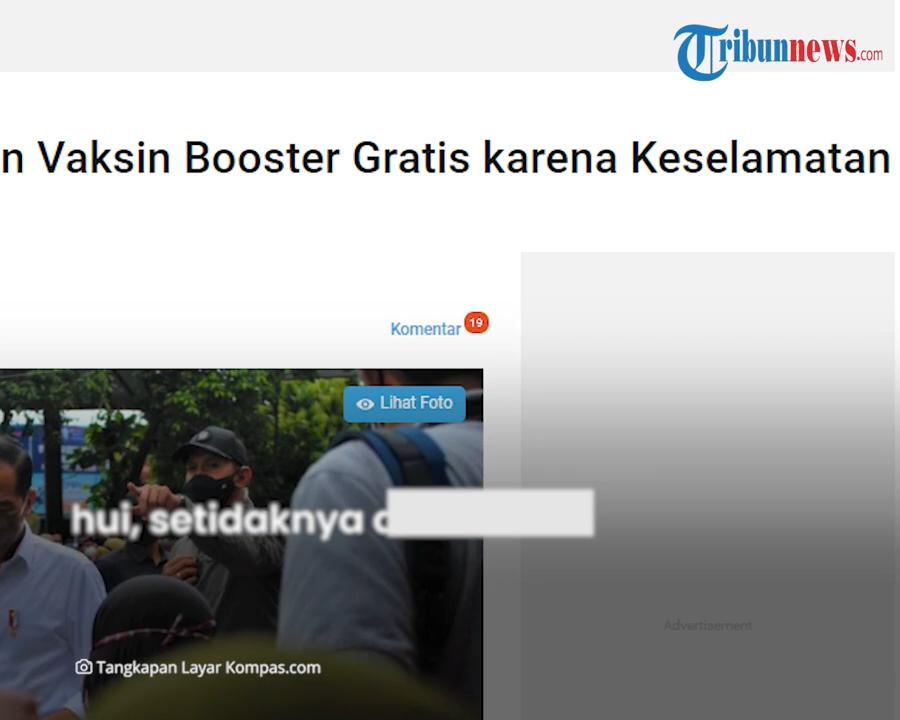 Tribunnews.com
n Vaksin Booster Gratis karena Keselamatan
Komentar 19
Lihat Foto
hui, setidaknya
Advertisement
Tangkapan Layar Kompas.com